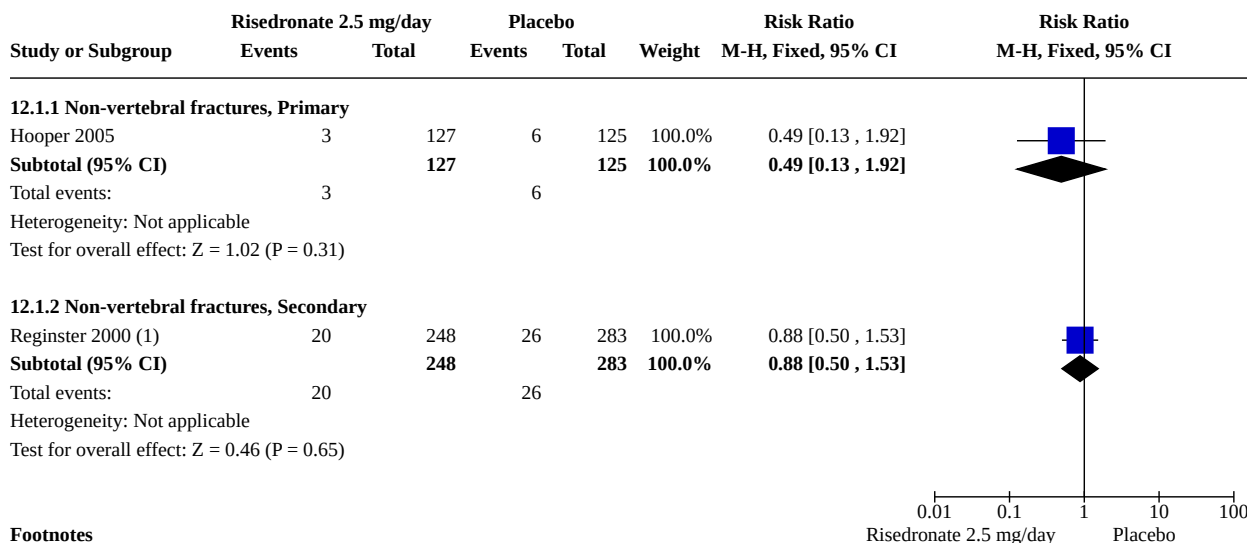 Risedronate 2.5 mg/day Placebo Risk Ratio Risk Ratio
Study or Subgroup Events Total Events Total Weight M-H, Fixed, 95% CI M-H, Fixed, 95% CI
12.1.1 Non-vertebral fractures, Primary
Hooper 2005 3 127 6 125 100.0% 0.49 [0.13 , 1.92]
Subtotal (95% CI) 127 125 100.0% 0.49 [0.13 , 1.92]
Total events: 3 6
Heterogeneity: Not applicable
Test for overall effect: Z = 1.02 (P = 0.31)
12.1.2 Non-vertebral fractures, Secondary
Reginster 2000 (1) 20 248 26 283 100.0% 0.88 [0.50 , 1.53]
Subtotal (95% CI) 248 283 100.0% 0.88 [0.50 , 1.53]
Total events: 20 26
Heterogeneity: Not applicable
Test for overall effect: Z = 0.46 (P = 0.65)
0.01 0.1 1 10 100
Footnotes Risedronate 2.5 mg/day Placebo